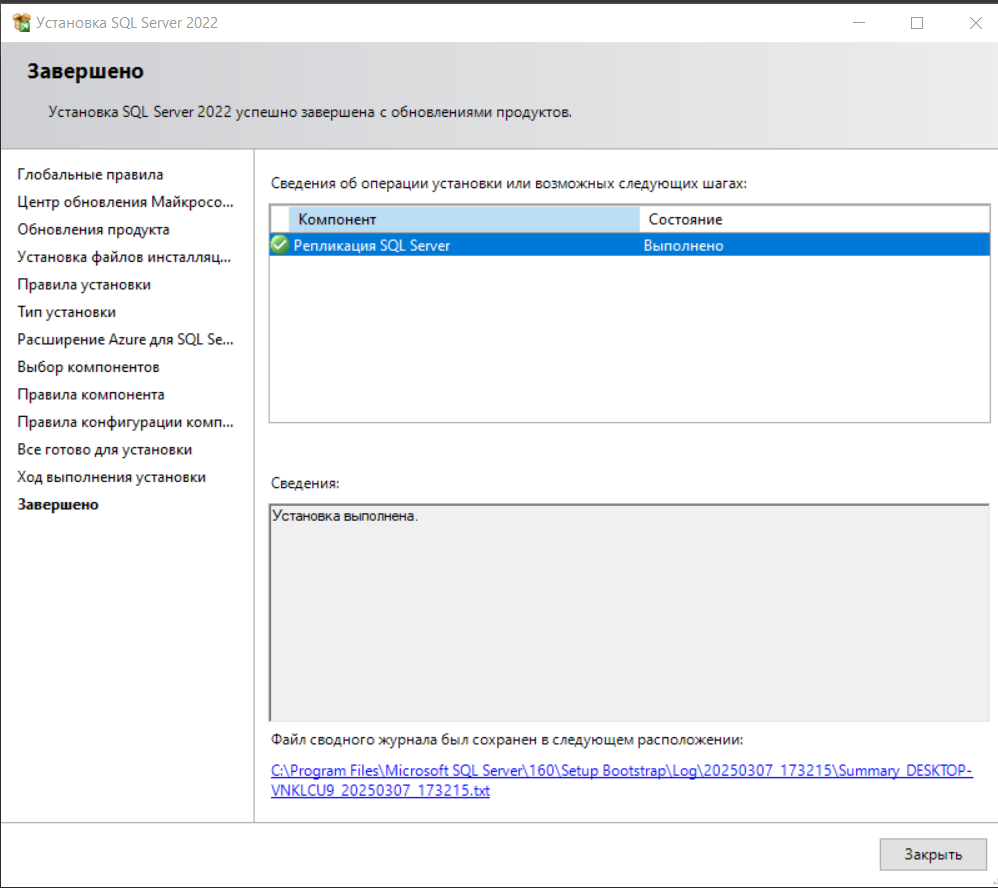 Установка SQL Server 2022
Завершено
Установка SQL Server 2022 успешно завершена с обновлениями продуктов.
Глобальные правила
Центр обновления Майкросо...
Обновления продукта
Установка файлов инсталляц...
Правила установки
Тип установки
Расширение Azure для SQL Se...
Выбор компонентов
Правила компонента
Правила конфигурации комп...
Все готово для установки
Ход выполнения установки
Завершено
Сведения об операции установки или возможных следующих шагах:
Компонент Состояние
Репликация SQL Server Выполнено
Сведения:
Установка выполнена.
Файл сводного журнала был сохранен в следующем расположении:
C:\Program Files\Microsoft SQL Server\160\Setup Bootstrap\Log\20250307_173215\Summary_DESKTOP-
VNKLCU9_20250307_173215.txt
Закрыть